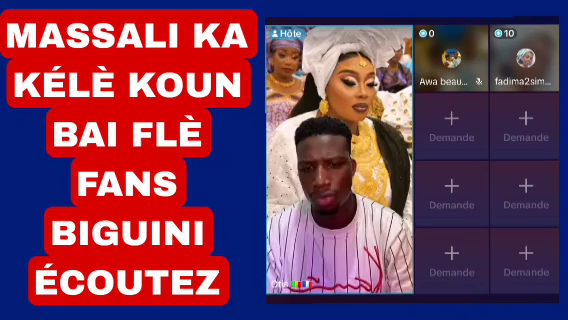 MASSALI KA
KÉLÈ KOUN
BAI FLÈ
FANS
BIGUINI
ÉCOUTEZ
Hôte
0
10
Awa beau...
fadima2sim...
Demande
Demande
Demande
Demande
Demande
Demande